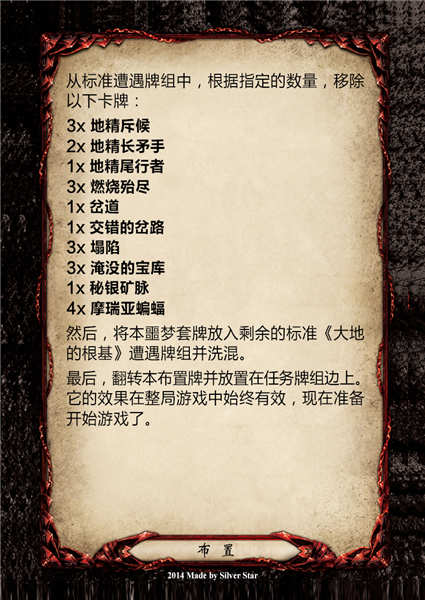 从标准遭遇牌组中，根据指定的数量，移除
以下卡牌：
3x 地精斥候
2x 地精长矛手
1x 地精尾行者
3x 燃烧殆尽
1x 岔道
1x 交错的岔路
3x 塌陷
3x 淹没的宝库
1x 秘银矿脉
4x 摩瑞亚蝙蝠
然后，将本噩梦套牌放入剩余的标准《大地
的根基》遭遇牌组并洗混。
最后，翻转本布置牌并放置在任务牌组边上。
它的效果在整局游戏中始终有效，现在准备
开始游戏了。
布 置
2014 Made by Silver Star